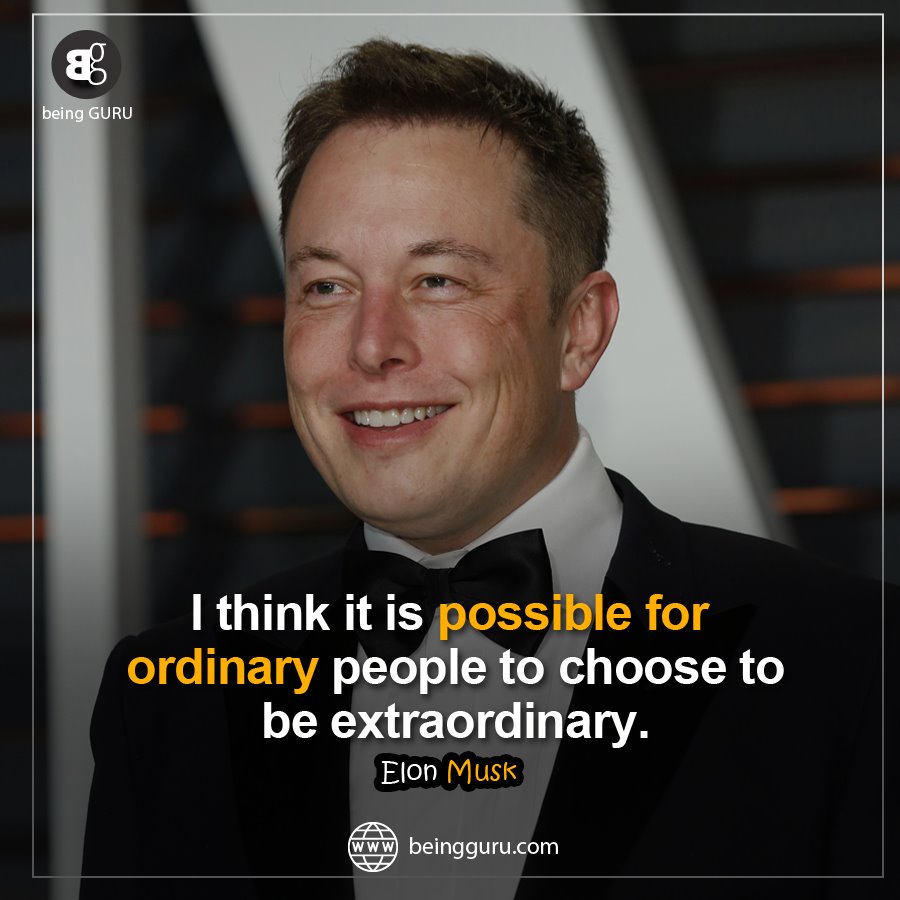 being GURU
I think it is possible for
ordinary people to choose to
be extraordinary.
Elon Musk
www beingguru.com